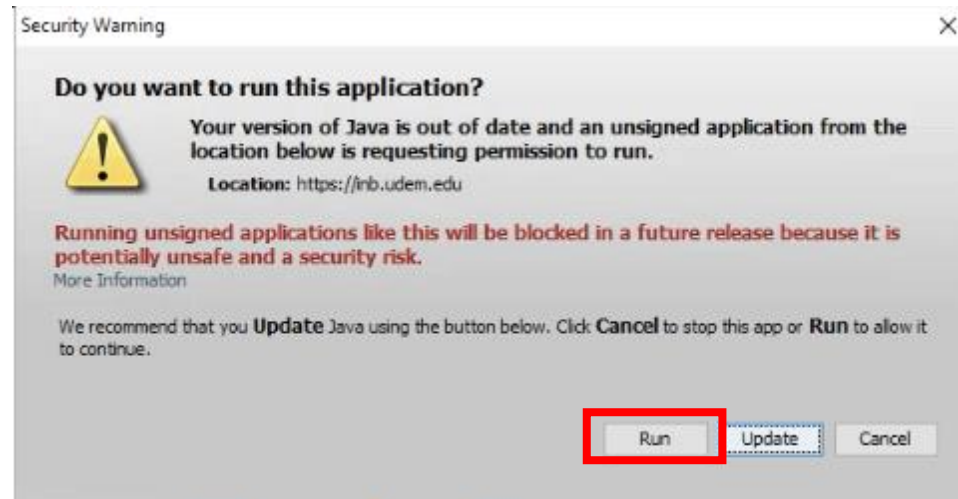 Security Warning
Do you want to run this application?
Your version of Java is out of date and an unsigned application from the
location below is requesting permission to run.
Location: https://inb.udem.edu
Running unsigned applications like this will be blocked in a future release because it is
potentially unsafe and a security risk.
More Information
We recommend that you Update Java using the button below. Click Cancel to stop this app or Run to allow it
to continue.
Run Update Cancel